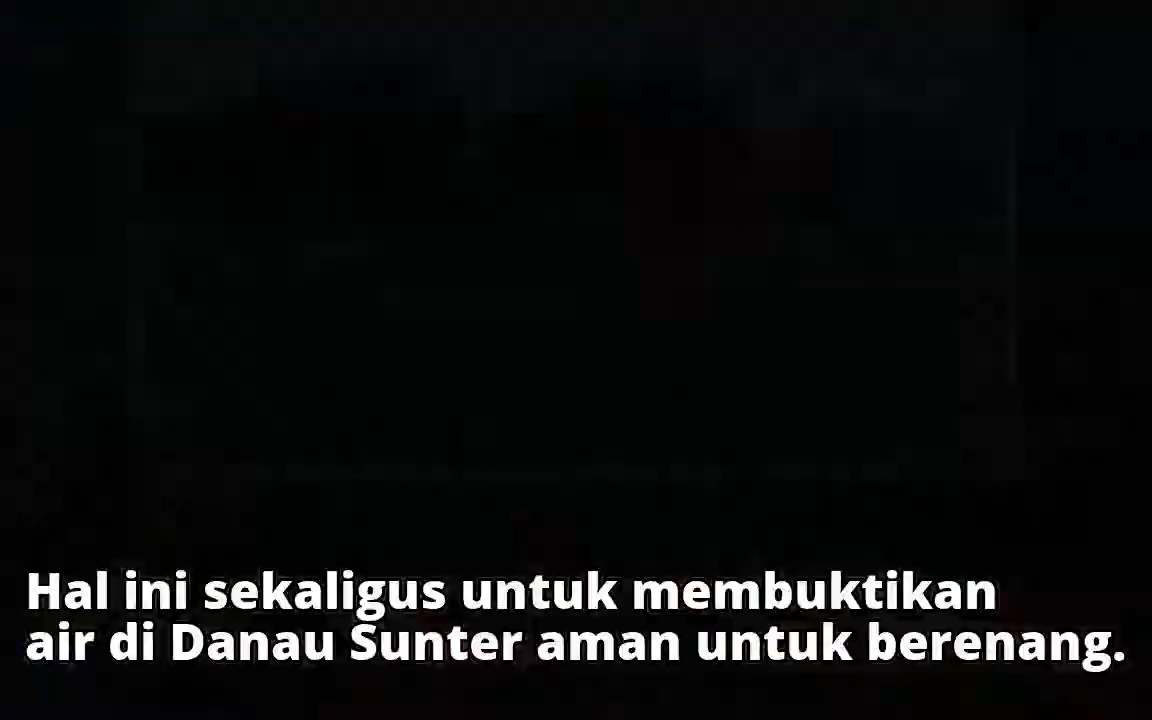 Hal ini sekaligus untuk membuktikan
air di Danau Sunter aman untuk berenang.